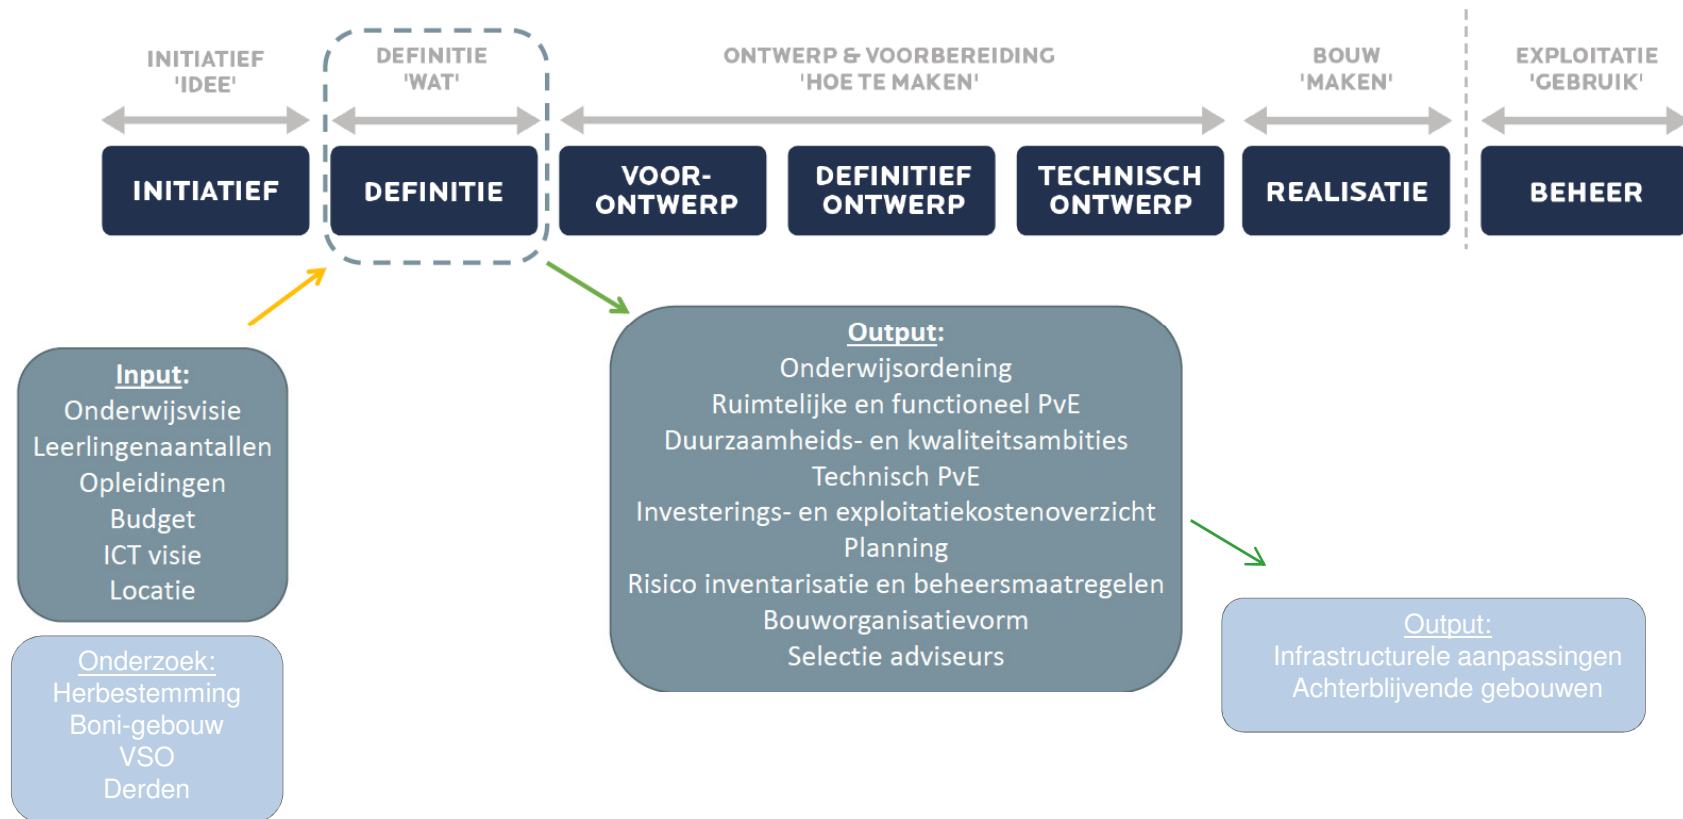 INITIATIEF
'IDEE'
DEFINITIE
'WAT'
ONTWERP & VOORBEREIDING
'HOE TE MAKEN'
BOUW
'MAKEN'
EXPLOITATIE
'GEBRUIK'
INITIATIEF
DEFINITIE
VOOR-
ONTWERP
DEFINITIEF
ONTWERP
TECHNISCH
ONTWERP
REALISATIE
BEHEER
Input:
Onderwijsvisie
Leerlingenaantallen
Opleidingen
Budget
ICT visie
Locatie
Onderzoek:
Herbestemming
Boni-gebouw
VSO
Derden
Output:
Onderwijsordening
Ruimtelijke en functioneel PvE
Duurzaamheids- en kwaliteitsambities
Technisch PvE
Investerings- en exploitatiekostenoverzicht
Planning
Risico inventarisatie en beheersmaatregelen
Bouworganisatievorm
Selectie adviseurs
Output:
Infrastructurele aanpassingen
Achterblijvende gebouwen